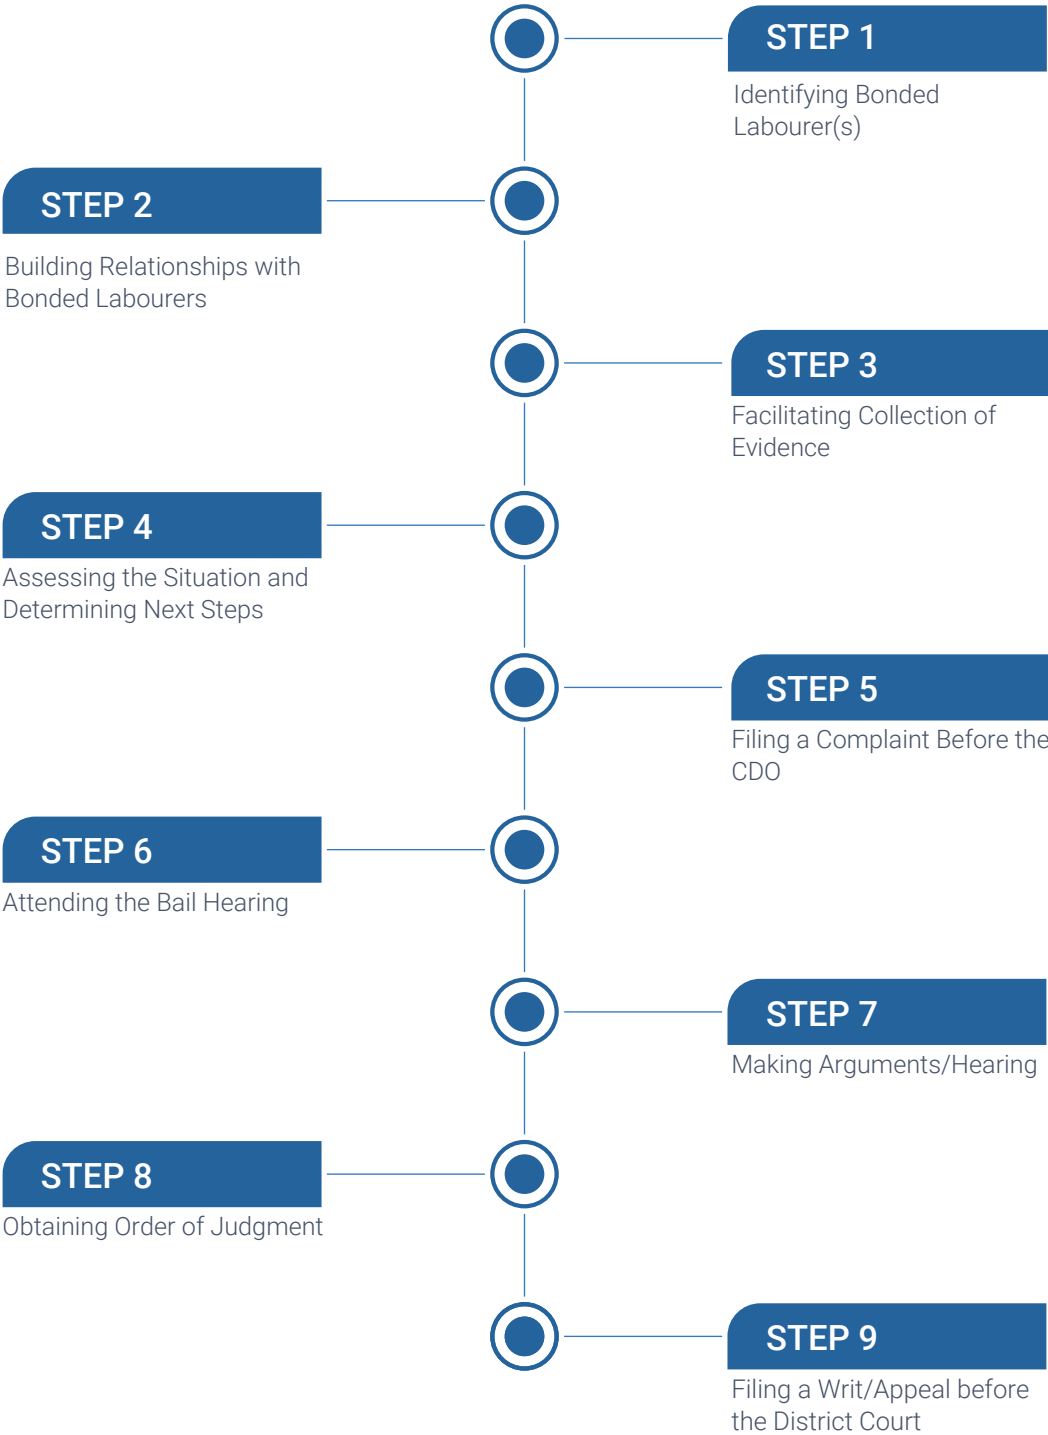 STEP 1
Identifying Bonded
Labourer(s)
STEP 2
Building Relationships with
Bonded Labourers
STEP 3
Facilitating Collection of
Evidence
STEP 4
Assessing the Situation and
Determining Next Steps
STEP 5
Filing a Complaint Before the
CDO
STEP 6
Attending the Bail Hearing
STEP 7
Making Arguments/Hearing
STEP 8
Obtaining Order of Judgment
STEP 9
Filing a Writ/Appeal before
the District Court